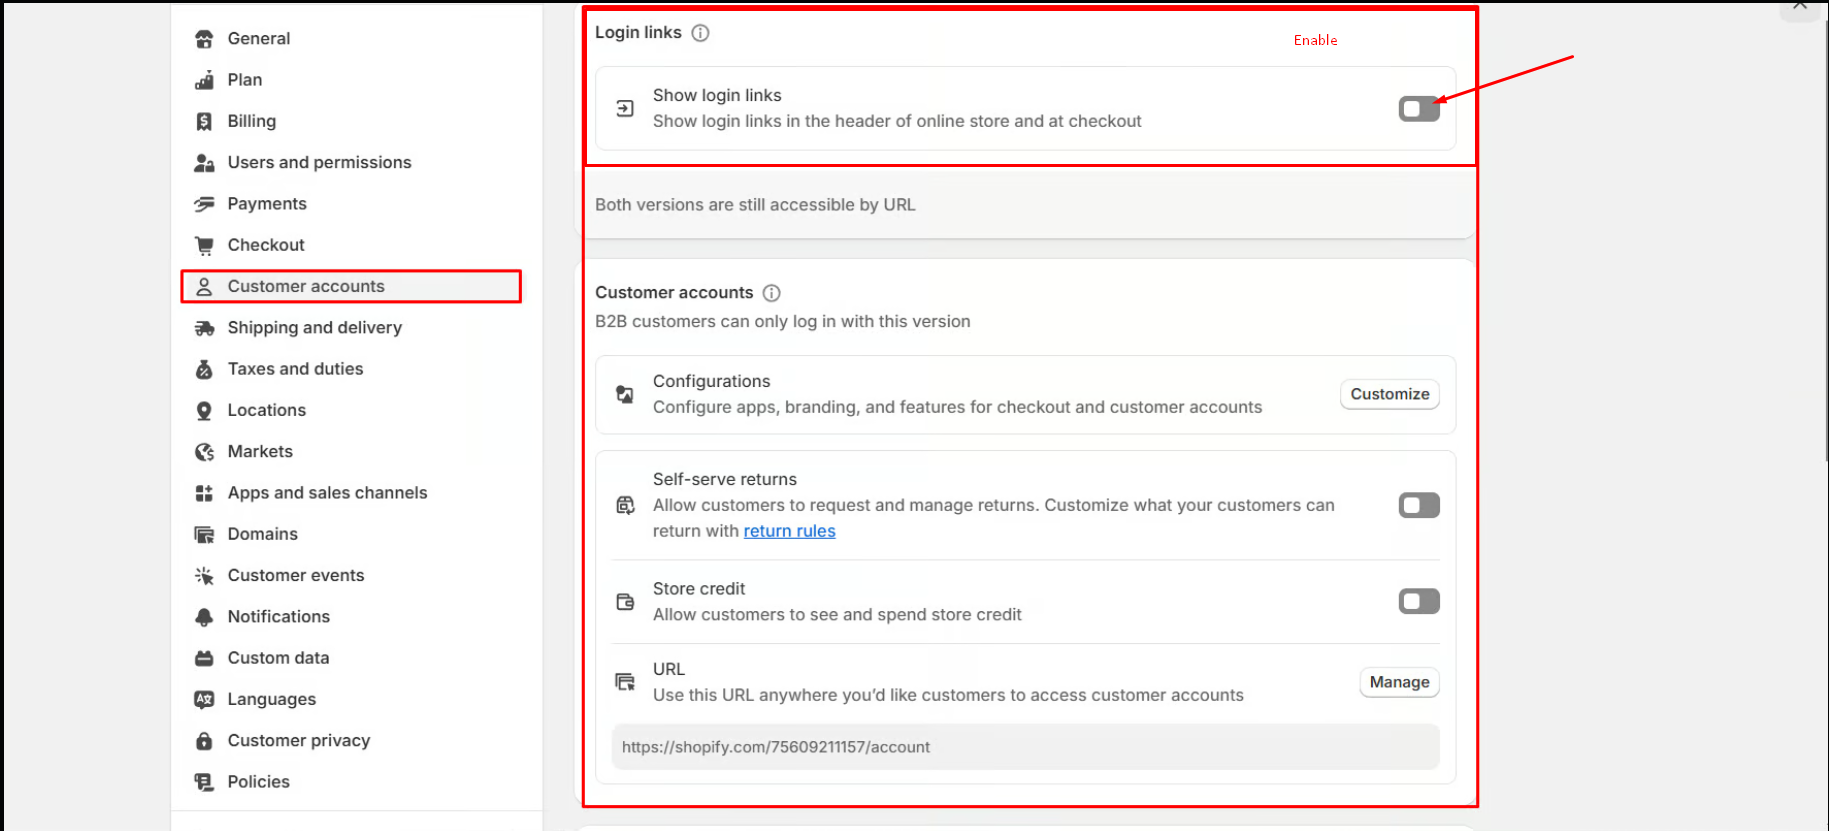 General
Plan
Billing
Users and permissions
Payments
Checkout
Customer accounts
Shipping and delivery
Taxes and duties
Locations
Markets
Apps and sales channels
Domains
Customer events
Notifications
Custom data
Languages
Customer privacy
Policies
Login links
Enable
Show login links
Show login links in the header of online store and at checkout
Both versions are still accessible by URL
Customer accounts
B2B customers can only log in with this version
Configurations
Configure apps, branding, and features for checkout and customer accounts
Customize
Self-serve returns
Allow customers to request and manage returns. Customize what your customers can
return with return rules
Store credit
Allow customers to see and spend store credit
URL
Use this URL anywhere you’d like customers to access customer accounts
Manage
https://shopify.com/75609211157/account